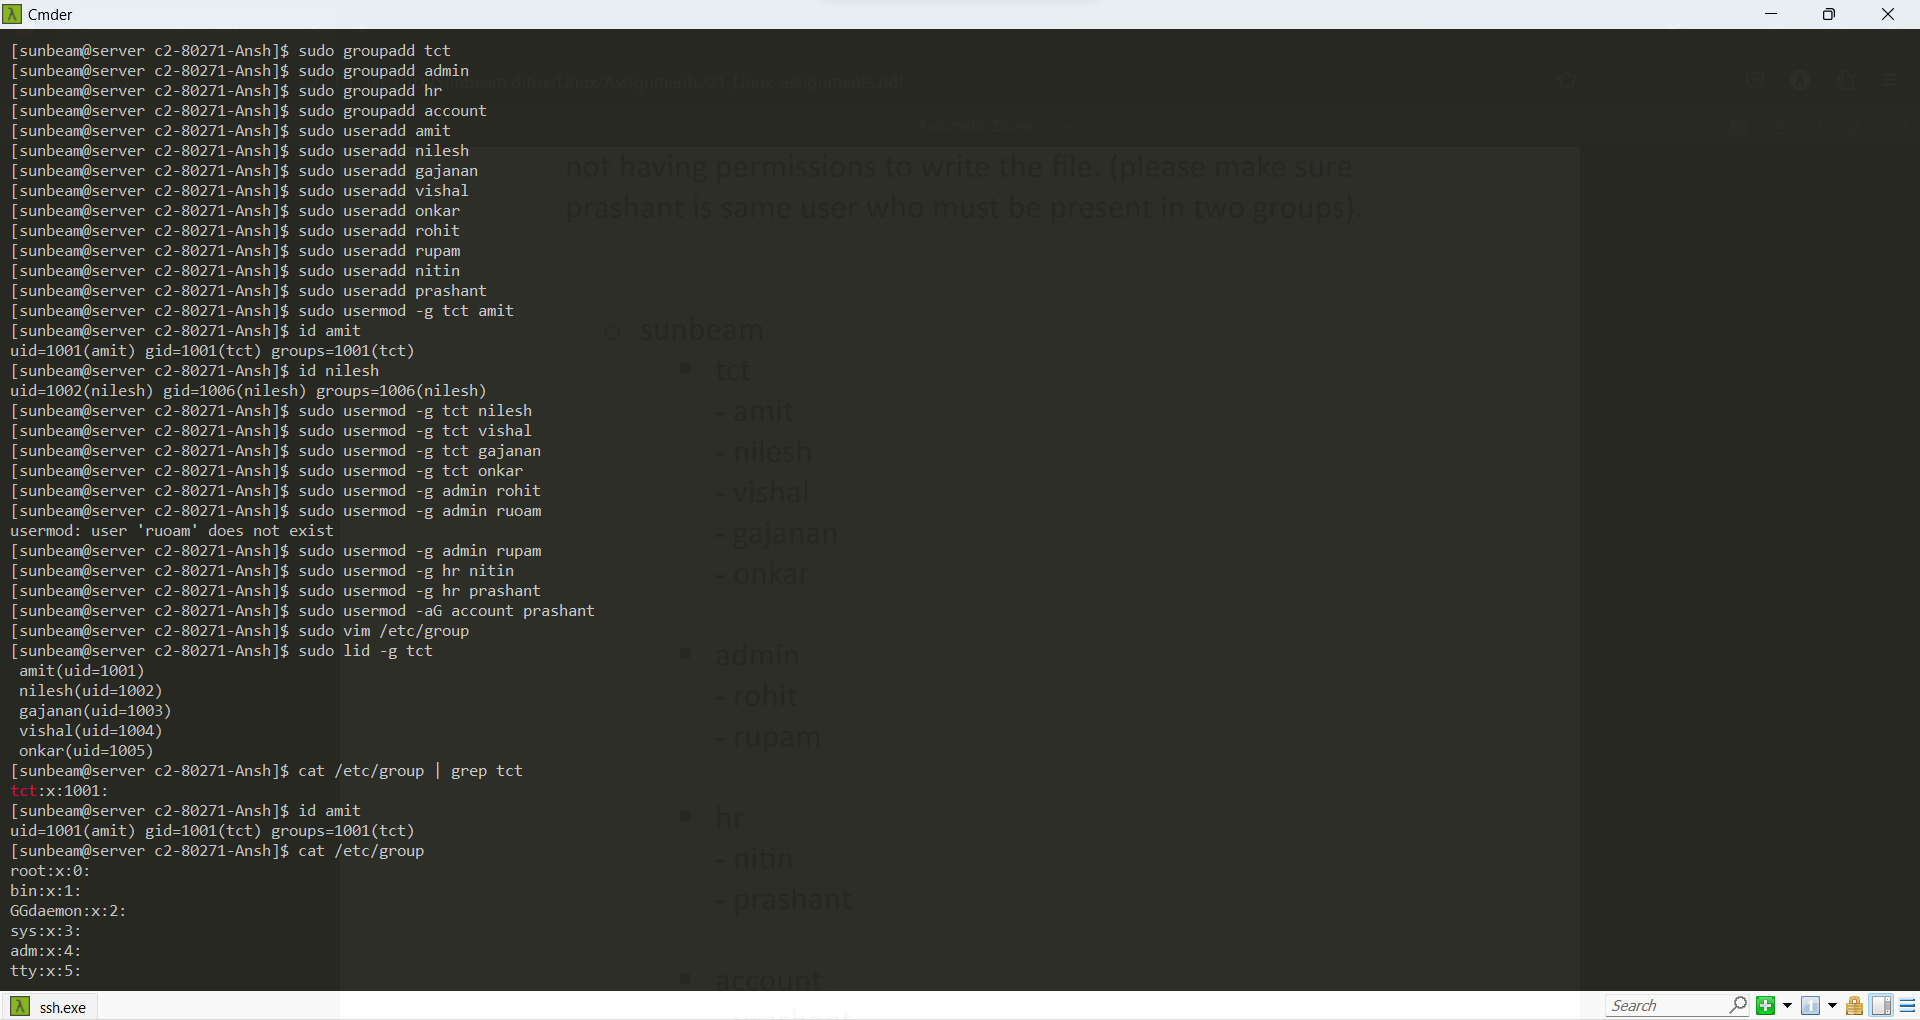 Cmder
[sunbeam@server c2-80271-Ansh]$ sudo groupadd tct
[sunbeam@server c2-80271-Ansh]$ sudo groupadd admin
[sunbeam@server c2-80271-Ansh]$ sudo groupadd hr
[sunbeam@server c2-80271-Ansh]$ sudo groupadd account
[sunbeam@server c2-80271-Ansh]$ sudo useradd amit
[sunbeam@server c2-80271-Ansh]$ sudo useradd nilesh
[sunbeam@server c2-80271-Ansh]$ sudo useradd gajanan
[sunbeam@server c2-80271-Ansh]$ sudo useradd vishal
[sunbeam@server c2-80271-Ansh]$ sudo useradd onkar
[sunbeam@server c2-80271-Ansh]$ sudo useradd rohit
[sunbeam@server c2-80271-Ansh]$ sudo useradd rupam
[sunbeam@server c2-80271-Ansh]$ sudo useradd nitin
[sunbeam@server c2-80271-Ansh]$ sudo useradd prashant
[sunbeam@server c2-80271-Ansh]$ sudo usermod -g tct amit
[sunbeam@server c2-80271-Ansh]$ id amit
uid=1001(amit) gid=1001(tct) groups=1001(tct)
[sunbeam@server c2-80271-Ansh]$ id nilesh
uid=1002(nilesh) gid=1006(nilesh) groups=1006(nilesh)
[sunbeam@server c2-80271-Ansh]$ sudo usermod -g tct nilesh
[sunbeam@server c2-80271-Ansh]$ sudo usermod -g tct vishal
[sunbeam@server c2-80271-Ansh]$ sudo usermod -g tct gajanan
[sunbeam@server c2-80271-Ansh]$ sudo usermod -g tct onkar
[sunbeam@server c2-80271-Ansh]$ sudo usermod -g admin rohit
[sunbeam@server c2-80271-Ansh]$ sudo usermod -g admin ruoam
usermod: user 'ruoam' does not exist
[sunbeam@server c2-80271-Ansh]$ sudo usermod -g admin rupam
[sunbeam@server c2-80271-Ansh]$ sudo usermod -g hr nitin
[sunbeam@server c2-80271-Ansh]$ sudo usermod -g hr prashant
[sunbeam@server c2-80271-Ansh]$ sudo usermod -aG account prashant
[sunbeam@server c2-80271-Ansh]$ sudo vim /etc/group
[sunbeam@server c2-80271-Ansh]$ sudo lid -g tct
amit(uid=1001)
nilesh(uid=1002)
gajanan(uid=1003)
vishal(uid=1004)
onkar(uid=1005)
[sunbeam@server c2-80271-Ansh]$ cat /etc/group | grep tct
tct:x:1001:
[sunbeam@server c2-80271-Ansh]$ id amit
uid=1001(amit) gid=1001(tct) groups=1001(tct)
[sunbeam@server c2-80271-Ansh]$ cat /etc/group
root:x:0:
bin:x:1:
GGdaemon:x:2:
sys:x:3:
adm:x:4:
tty:x:5:
ditiss/Linux/Assignments/21_Linux_assignments.pdf
Automatic Zoom
not having permissions to write the file. (please make sure
prashant is same user who must be present in two groups).
sunbeam
tct
- amit
- nilesh
- vishal
- gajanan
- onkar
admin
- rohit
- rupam
hr
- nitin
- prashant
account
ssh.exe
Search